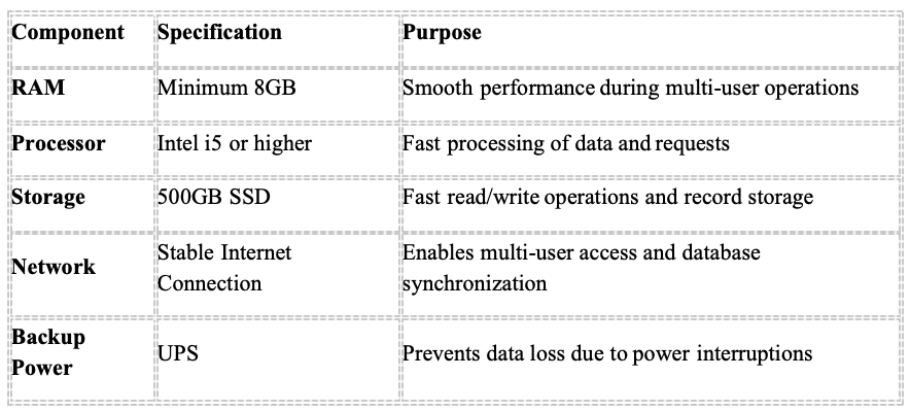 Component Specification Purpose
RAM Minimum 8GB Smooth performance during multi-user operations
Processor Intel i5 or higher Fast processing of data and requests
Storage 500GB SSD Fast read/write operations and record storage
Network Stable Internet Connection Enables multi-user access and database synchronization
Backup Power UPS Prevents data loss due to power interruptions